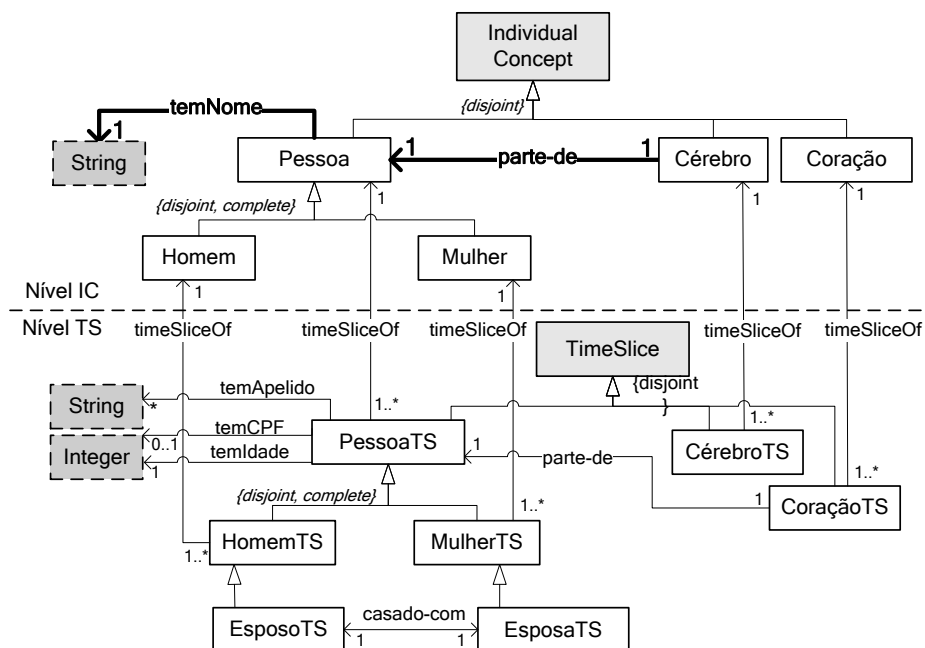 Individual
Concept
{disjoint}
temNome
1
String
Pessoa
1
parte-de
1
Cérebro
Coração
1
1
1
{disjoint, complete}
Homem
Mulher
1
1
Nível IC
Nível TS
timeSliceOf
timeSliceOf
timeSliceOf
timeSliceOf
timeSliceOf
TimeSlice
{disjoint
}
temApelido
String
*
1..*
1..*
temCPF
0..1
PessoaTS
1
CérebroTS
Integer
temIdade
1
parte-de
1..*
{disjoint, complete}
1
CoraçãoTS
1..*
1..*
HomemTS
MulherTS
casado-com
EsposoTS
1
1
EsposaTS